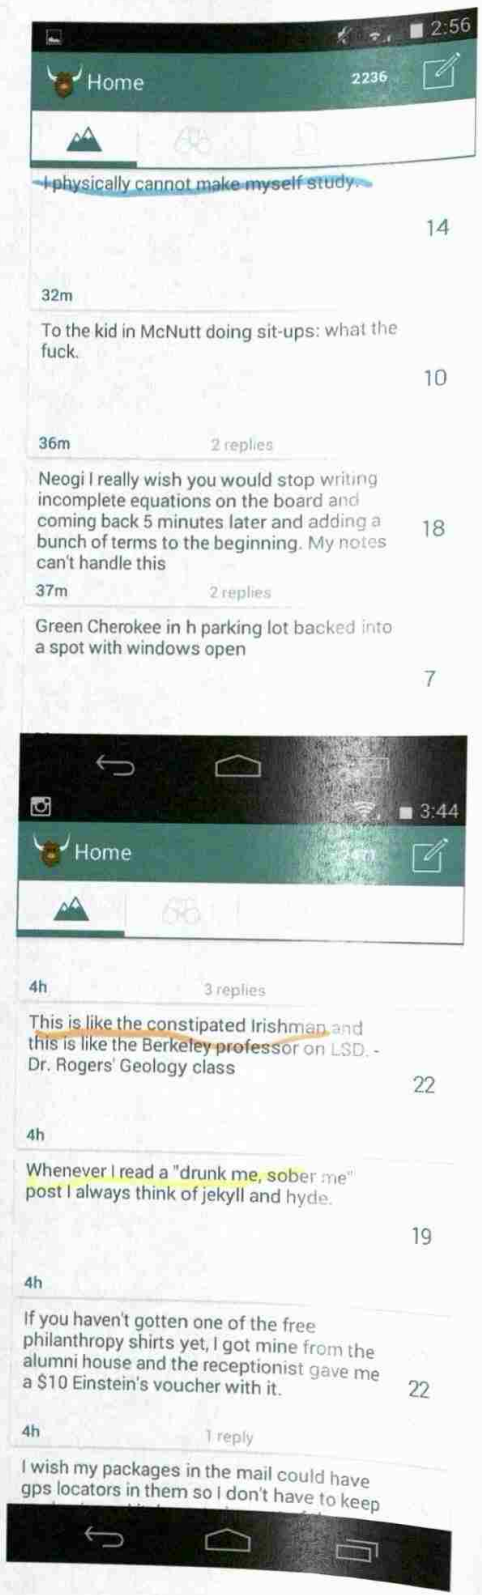 2:56
Home 2236
I physically cannot make myself study.
14
32m
To the kid in McNutt doing sit-ups: what the
fuck.
10
36m 2 replies
Neogi I really wish you would stop writing
incomplete equations on the board and
coming back 5 minutes later and adding a
bunch of terms to the beginning. My notes
can't handle this
18
37m 2 replies
Green Cherokee in h parking lot backed into
a spot with windows open
7
3:44
Home
4h 3 replies
This is like the constipated Irishman and
this is like the Berkeley professor on LSD. -
Dr. Rogers' Geology class
22
4h
Whenever I read a "drunk me, sober me"
post I always think of jekyll and hyde.
19
4h
If you haven't gotten one of the free
philanthropy shirts yet, I got mine from the
alumni house and the receptionist gave me
a $10 Einstein's voucher with it.
22
4h 1 reply
I wish my packages in the mail could have
gps locators in them so I don't have to keep